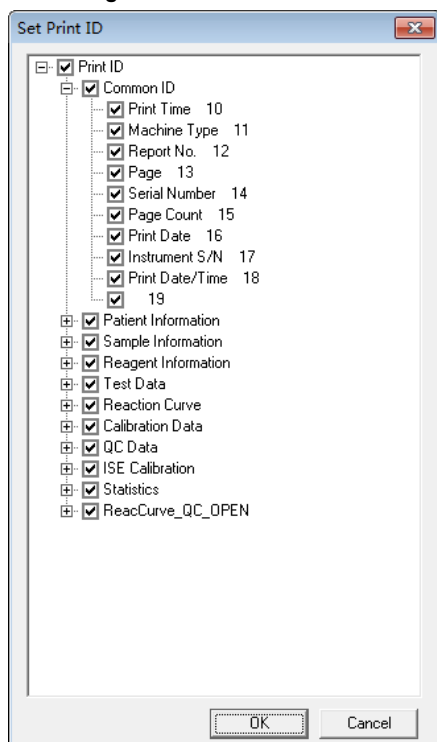 Set Print ID
Print ID
Common ID
Print Time 10
Machine Type 11
Report No. 12
Page 13
Serial Number 14
Page Count 15
Print Date 16
Instrument S/N 17
Print Date/Time 18
19
Patient Information
Sample Information
Reagent Information
Test Data
Reaction Curve
Calibration Data
QC Data
ISE Calibration
Statistics
ReacCurve_QC_OPEN
OK Cancel